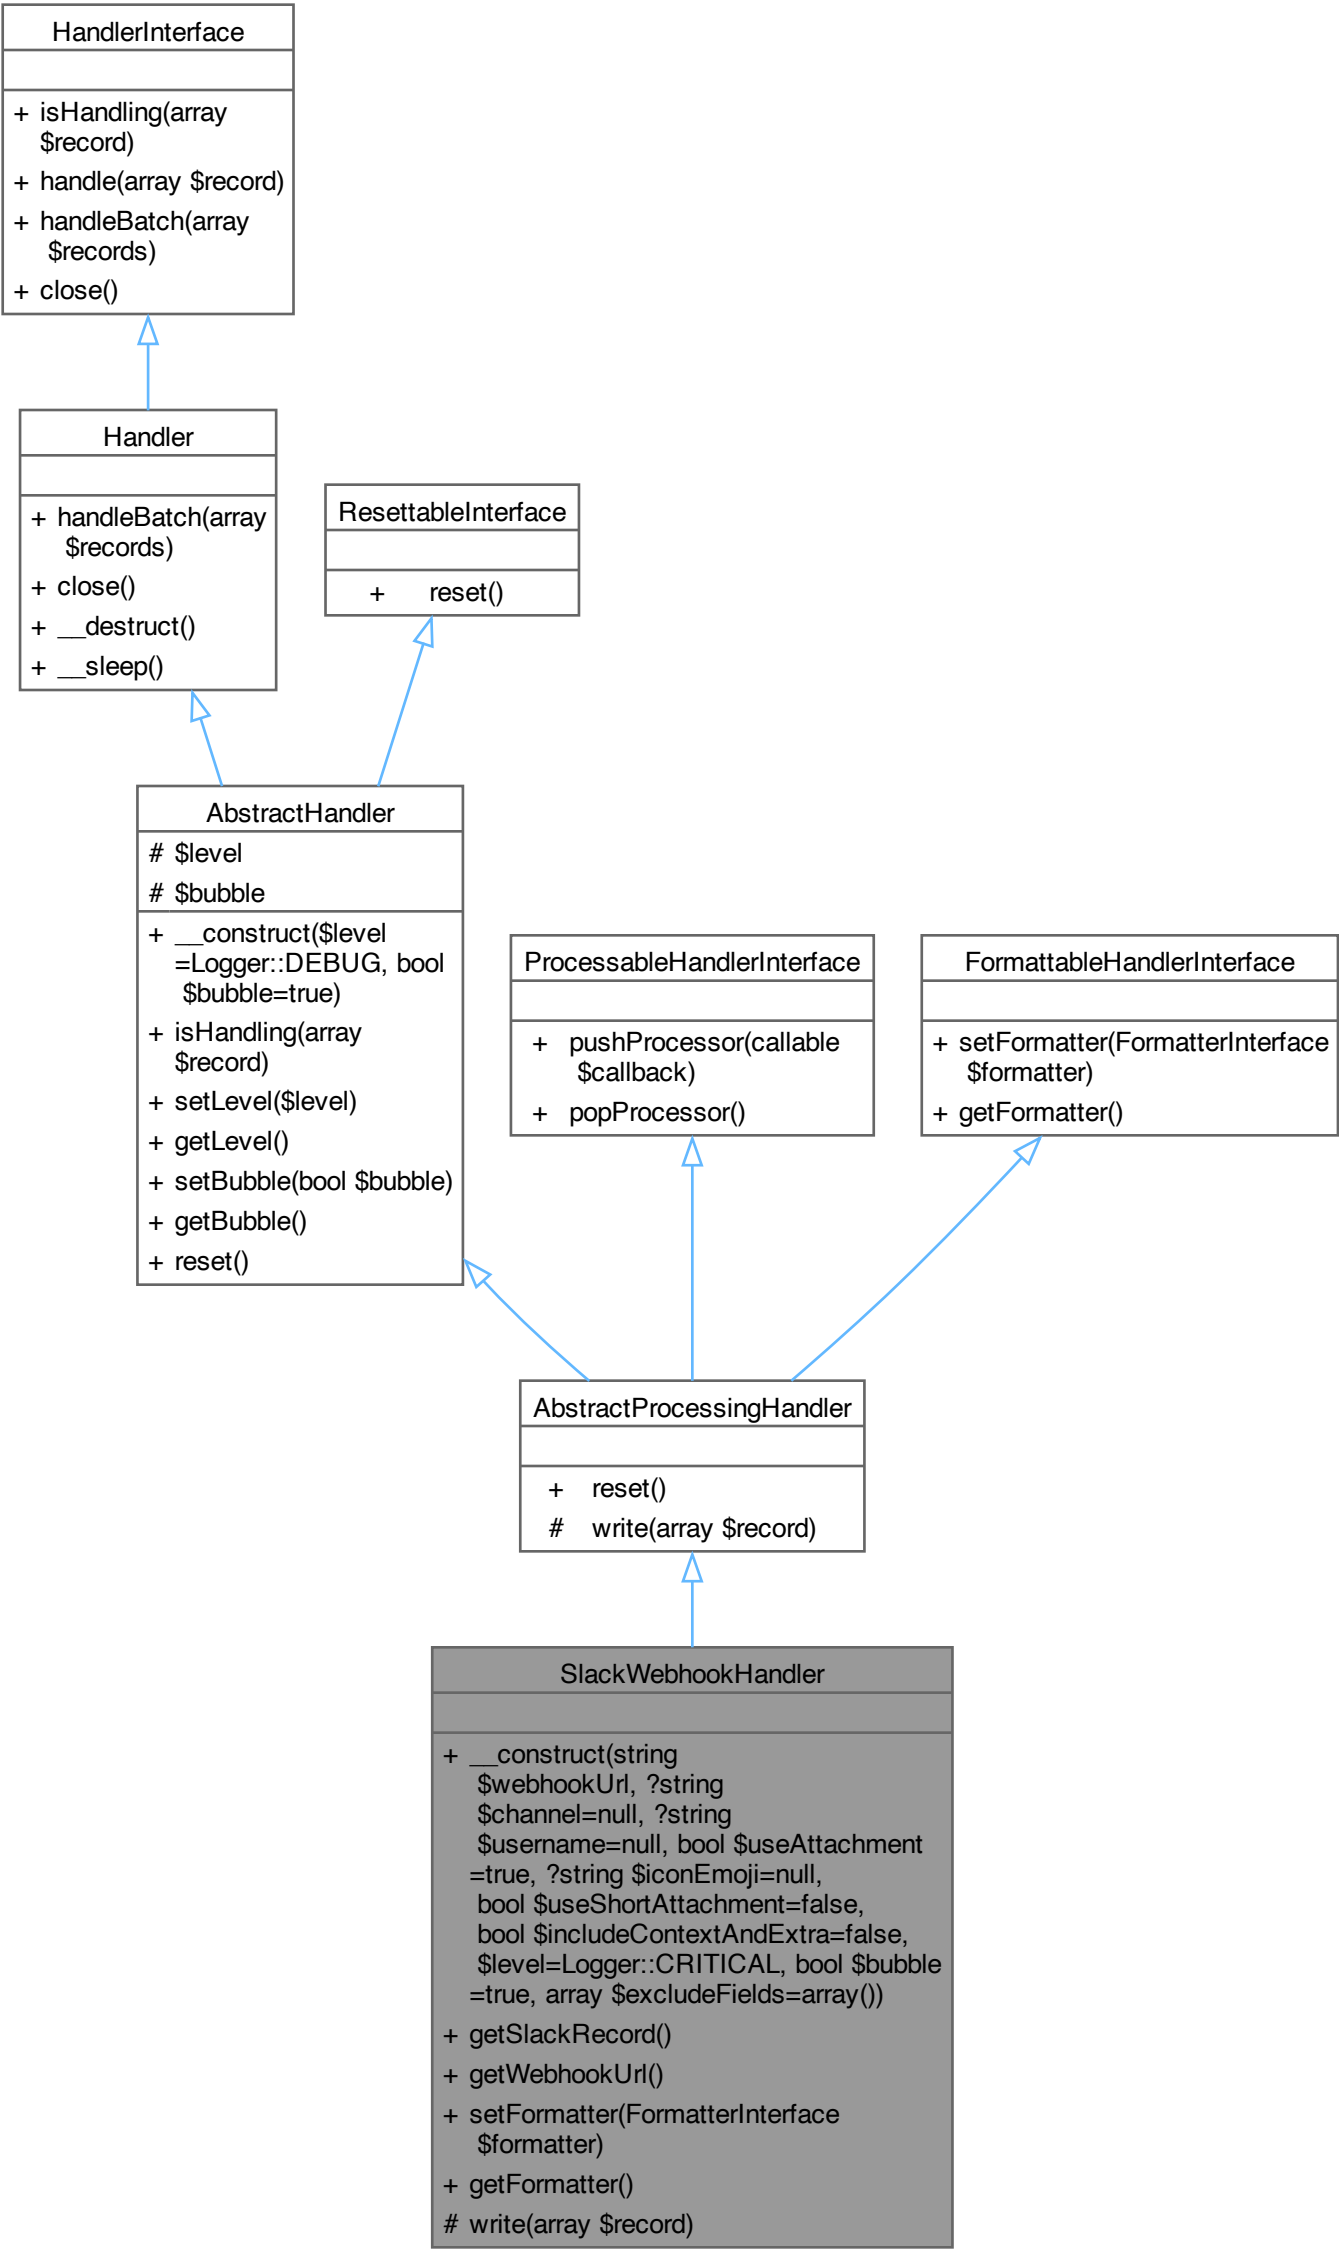 HandlerInterface
+ isHandling(array
$record)
+ handle(array $record)
+ handleBatch(array
$records)
+ close()
Handler
+ handleBatch(array
$records)
+ close()
+ __destruct()
+ __sleep()
ResettableInterface
+ reset()
AbstractHandler
# $level
# $bubble
+ __construct($level
=Logger::DEBUG, bool
$bubble=true)
+ isHandling(array
$record)
+ setLevel($level)
+ getLevel()
+ setBubble(bool $bubble)
+ getBubble()
+ reset()
ProcessableHandlerInterface
+ pushProcessor(callable
$callback)
+ popProcessor()
FormattableHandlerInterface
+ setFormatter(FormatterInterface
$formatter)
+ getFormatter()
AbstractProcessingHandler
+ reset()
# write(array $record)
SlackWebhookHandler
+ __construct(string
$webhookUrl, ?string
$channel=null, ?string
$username=null, bool $useAttachment
=true, ?string $iconEmoji=null,
bool $useShortAttachment=false,
bool $includeContextAndExtra=false,
$level=Logger::CRITICAL, bool $bubble
=true, array $excludeFields=array())
+ getSlackRecord()
+ getWebhookUrl()
+ setFormatter(FormatterInterface
$formatter)
+ getFormatter()
# write(array $record)